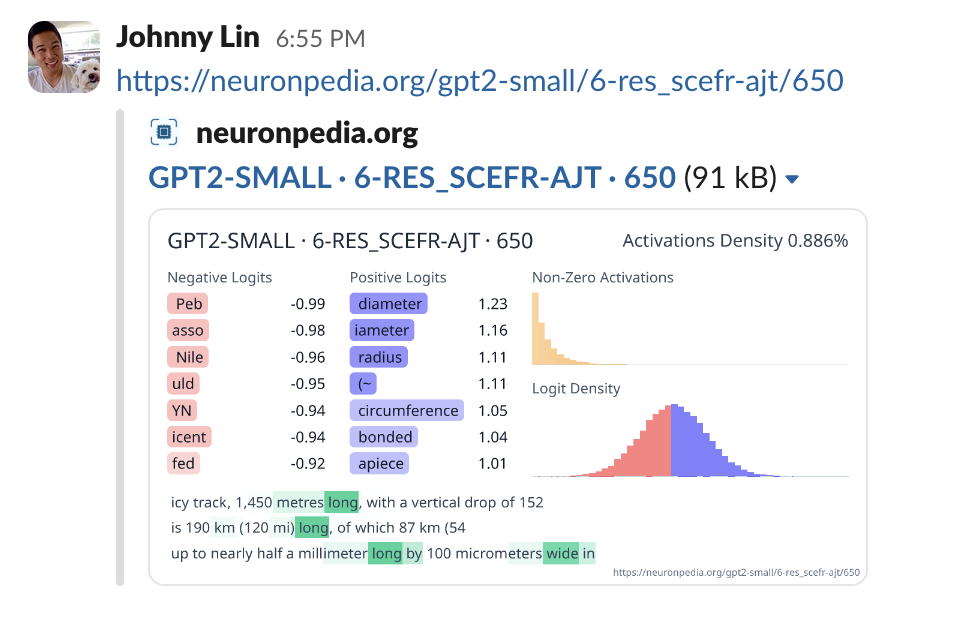 Johnny Lin 6:55 PM
https://neuronpedia.org/gpt2-small/6-res_scefr-ajt/650
neuronpedia.org
GPT2-SMALL · 6-RES_SCEFR-AJT · 650 (91 kB)
GPT2-SMALL · 6-RES_SCEFR-AJT · 650 Activations Density 0.886%
Negative Logits Positive Logits Non-Zero Activations
Peb -0.99 diameter 1.23
asso -0.98 iameter 1.16
Nile -0.96 radius 1.11
uld -0.95 (~ 1.11
Logit Density
YN -0.94 circumference 1.05
icent -0.94 bonded 1.04
fed -0.92 apiece 1.01
icy track, 1,450 metres long, with a vertical drop of 152
is 190 km (120 mi) long, of which 87 km (54
up to nearly half a millimeter long by 100 micrometers wide in
https://neuronpedia.org/gpt2-small/6-res_scefr-ajt/650